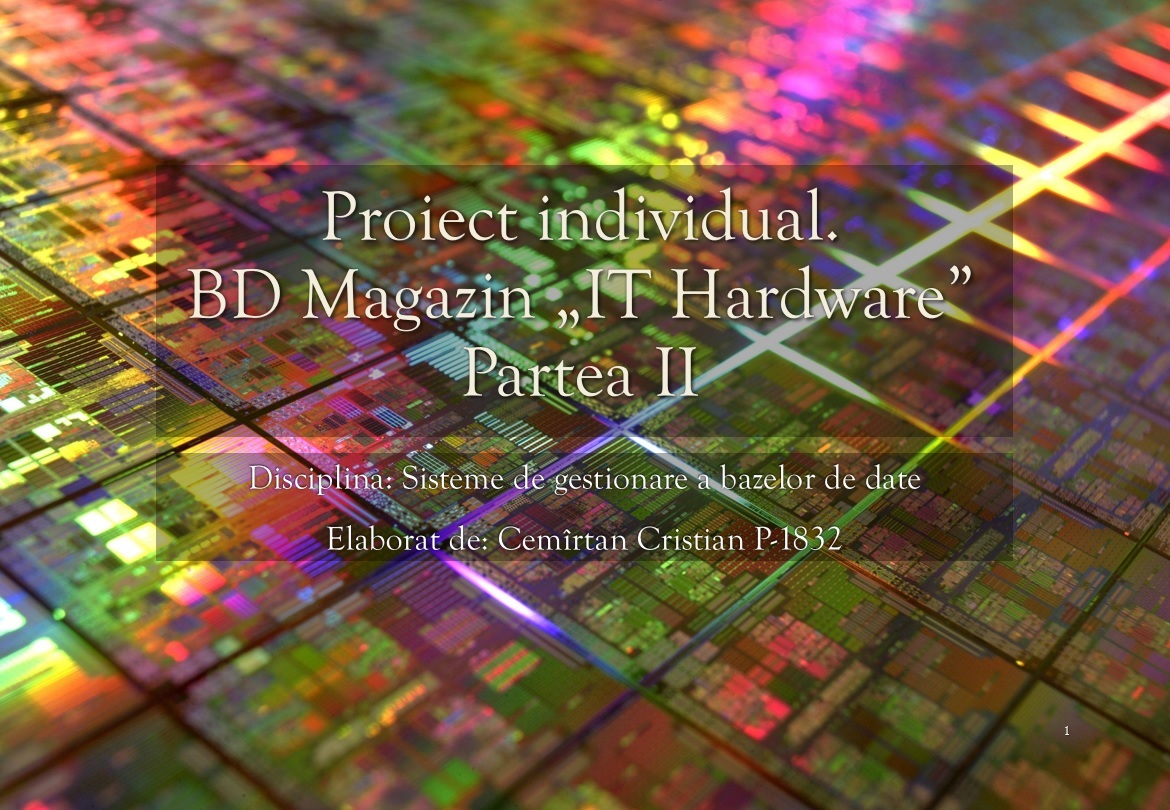 Proiect individual.
BD Magazin „IT Hardware”
Partea II
Disciplina: Sisteme de gestionare a bazelor de date
Elaborat de: Cemîrtan Cristian P-1832
1